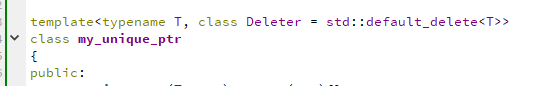 template<typename T, class Deleter = std::default_delete<T>>
class my_unique_ptr
{
public: